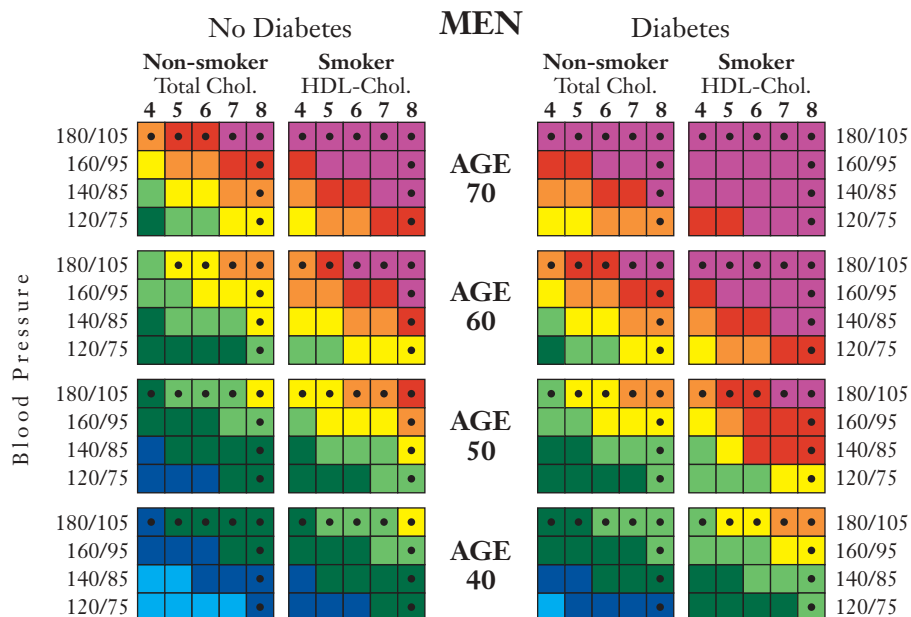 MEN
No Diabetes Diabetes
Non-smoker Smoker Non-smoker Smoker
Total Chol. HDL-Chol. Total Chol. HDL-Chol.
4 5 6 7 8 4 5 6 7 8 4 5 6 7 8 4 5 6 7 8
Blood Pressure
180/105 180/105
160/95 AGE 160/95
140/85 70 140/85
120/75 120/75
180/105 180/105
160/95 AGE 160/95
140/85 60 140/85
120/75 120/75
180/105 180/105
160/95 AGE 160/95
140/85 50 140/85
120/75 120/75
180/105 180/105
160/95 AGE 160/95
140/85 40 140/85
120/75 120/75